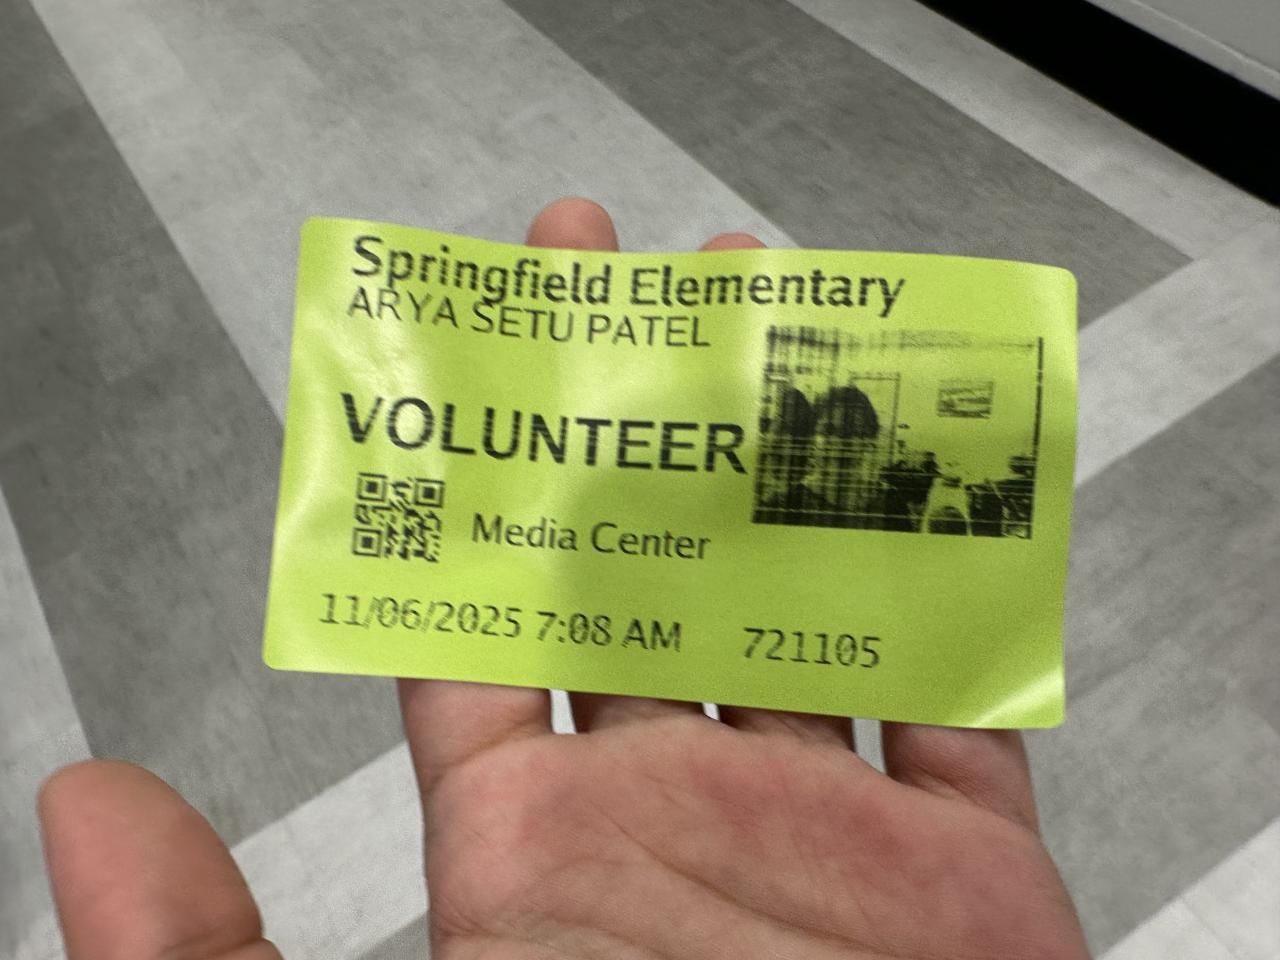 Springfield Elementary
ARYA SETU PATEL
VOLUNTEER
Media Center
11/06/2025 7:08 AM 721105